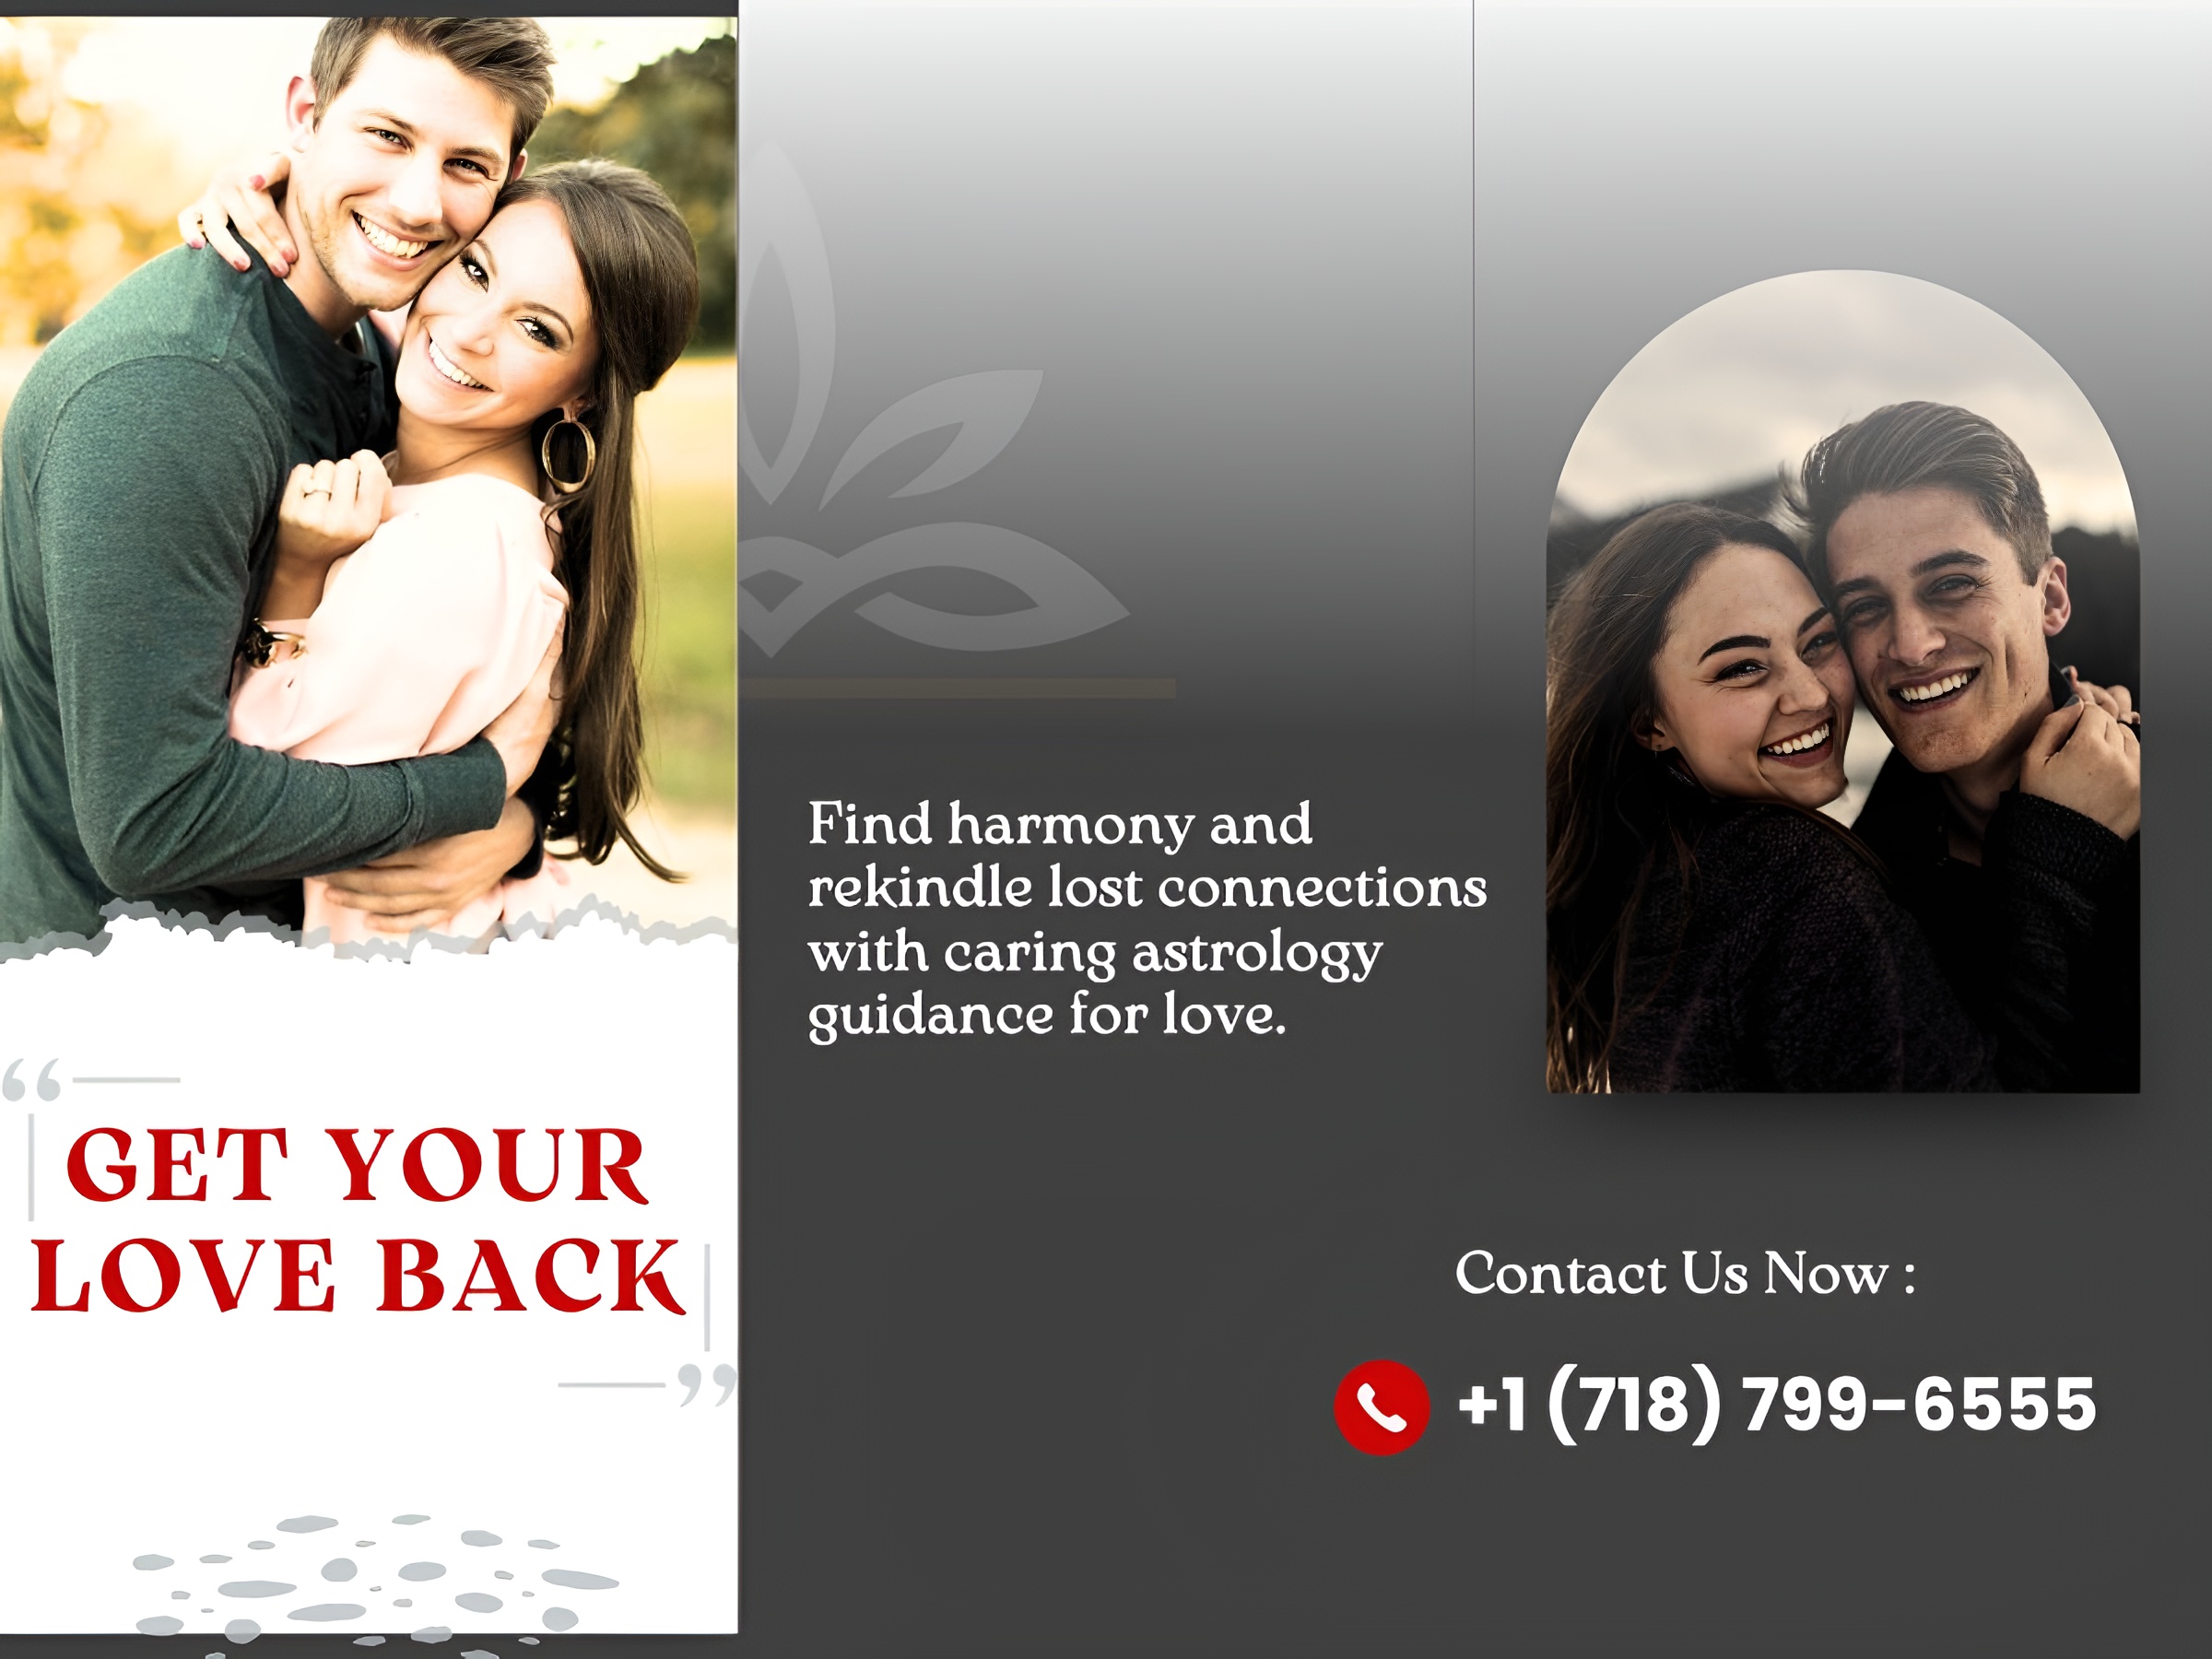 GET YOUR
LOVE BACK
Find harmony and
rekindle lost connections
with caring astrology
guidance for love.
Contact Us Now :
+1 (718) 799-6555